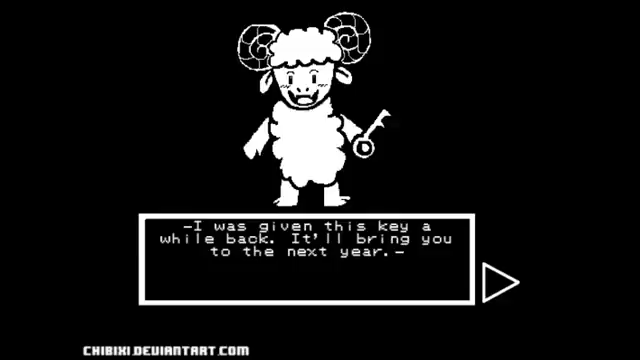 -I was given this key a
while back. It'll bring you
to the next year.-
CHIBIXI.DEVIANTART.COM